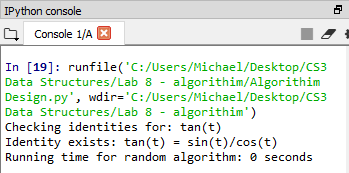 IPython console
Console 1/A
In [19]: runfile('C:/Users/Michael/Desktop/CS3
Data Structures/Lab 8 - algorithim/Algorithim
Design.py', wdir='C:/Users/Michael/Desktop/CS3
Data Structures/Lab 8 - algorithim')
Checking identities for: tan(t)
Identity exists: tan(t) = sin(t)/cos(t)
Running time for random algorithm: 0 seconds